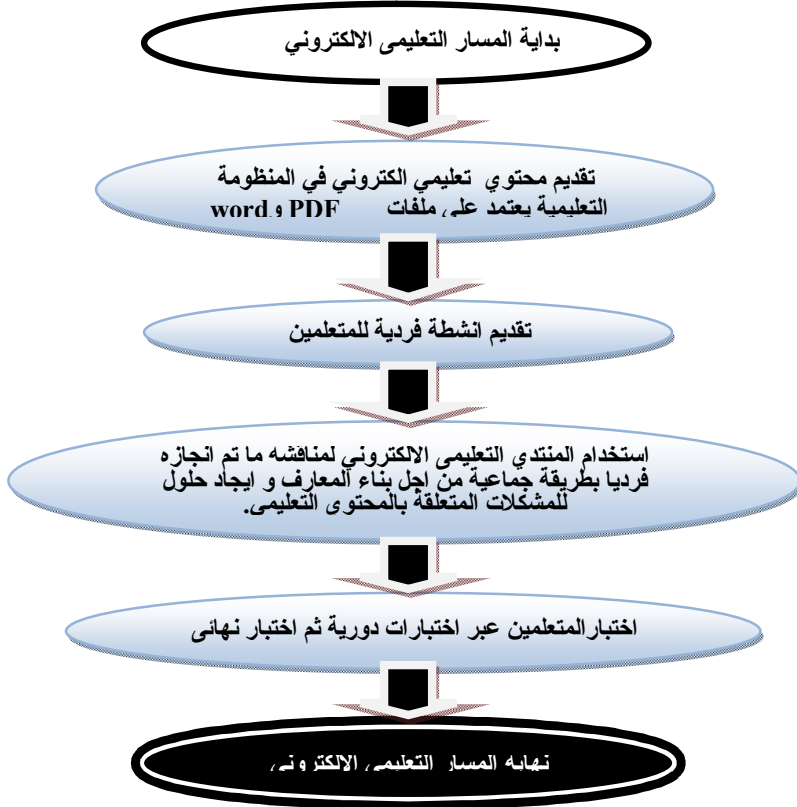 بداية المسار التعليمى الالكتروني
تقديم محتوي تعليمي الكتروني في المنظومة
التعليمية يعتمد على ملفات PDF و word
تقديم انشطة فردية للمتعلمين
استخدام المنتدي التعليمى الالكتروني لمناقشه ما تم انجازه
فرديا بطريقة جماعية من اجل بناء المعارف و ايجاد حلول
للمشكلات المتعلقة بالمحتوى التعليمى.
اختبارالمتعلمين عبر اختبارات دورية ثم اختبار نهائى
نهايه المسار التعليمى الالكترونى